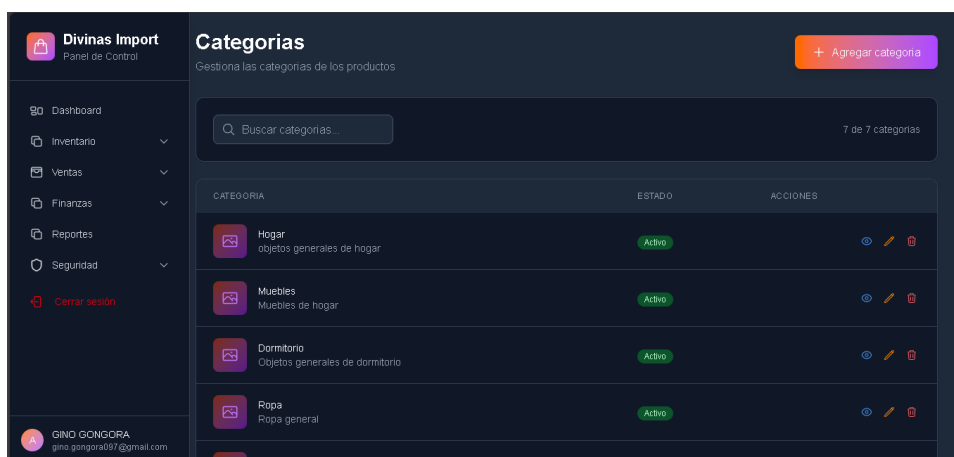 Divinas Import
Panel de Control
Dashboard
Inventario
Ventas
Finanzas
Reportes
Seguridad
Cerrar sesión
A
GINO GONGORA
gino.gongora097@gmail.com
Categorias
Gestiona las categorias de los productos
Agregar categoria
Buscar categorias...
7 de 7 categorias
CATEGORIA ESTADO ACCIONES
Hogar
objetos generales de hogar
Activo
Muebles
Muebles de hogar
Activo
Dormitorio
Objetos generales de dormitorio
Activo
Ropa
Ropa general
Activo